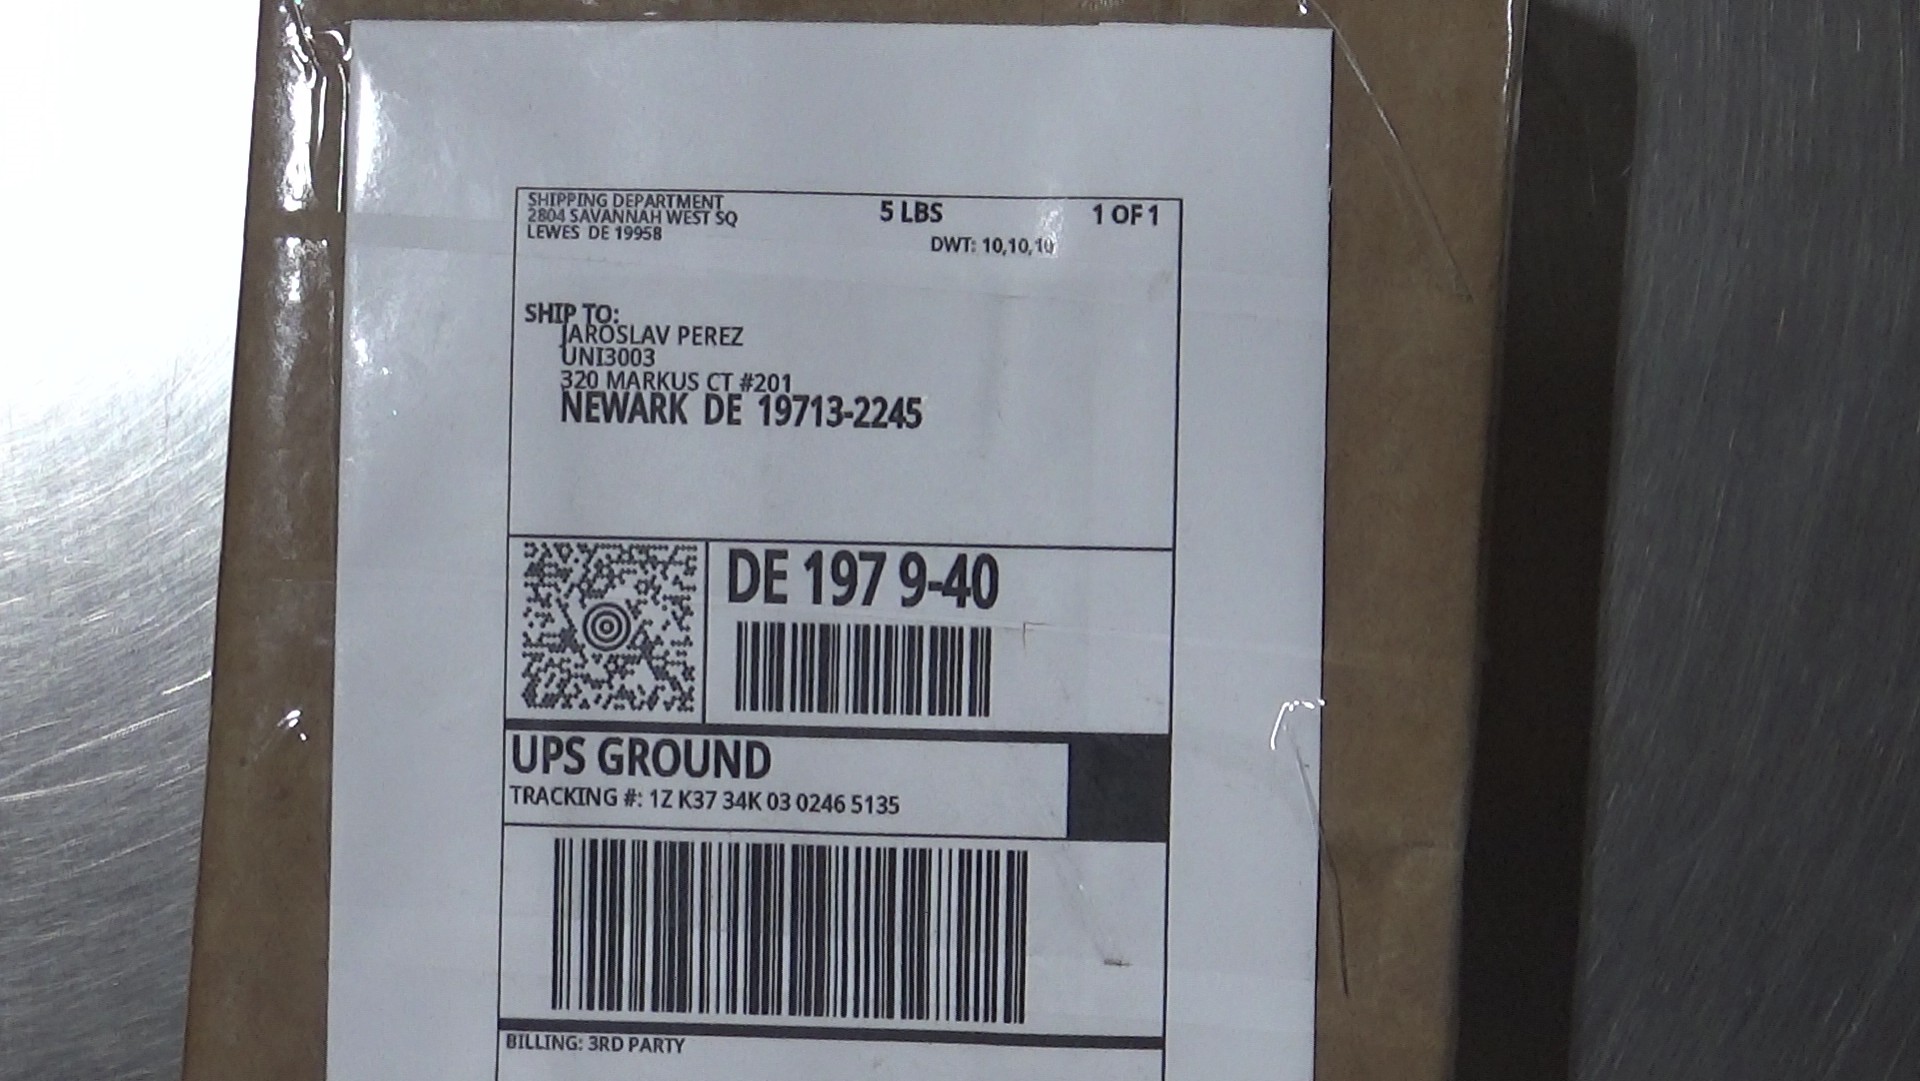 SHIPPING DEPARTMENT
2804 SAVANNAH WEST SQ
LEWES DE 19958
5 LBS
1 OF 1
DWT: 10,10,10
SHIP TO:
JAROSLAV PEREZ
UNI3003
320 MARKUS CT #201
NEWARK DE 19713-2245
DE 197 9-40
UPS GROUND
TRACKING #: 1Z K37 34K 03 0246 5135
BILLING: 3RD PARTY